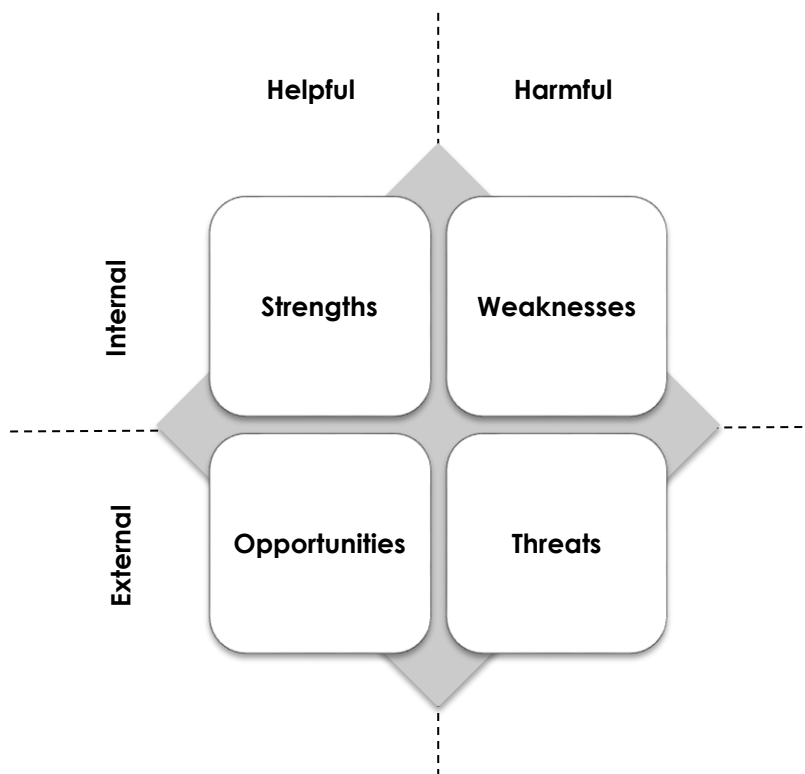 Helpful
Harmful
Internal
Strengths
Weaknesses
External
Opportunities
Threats